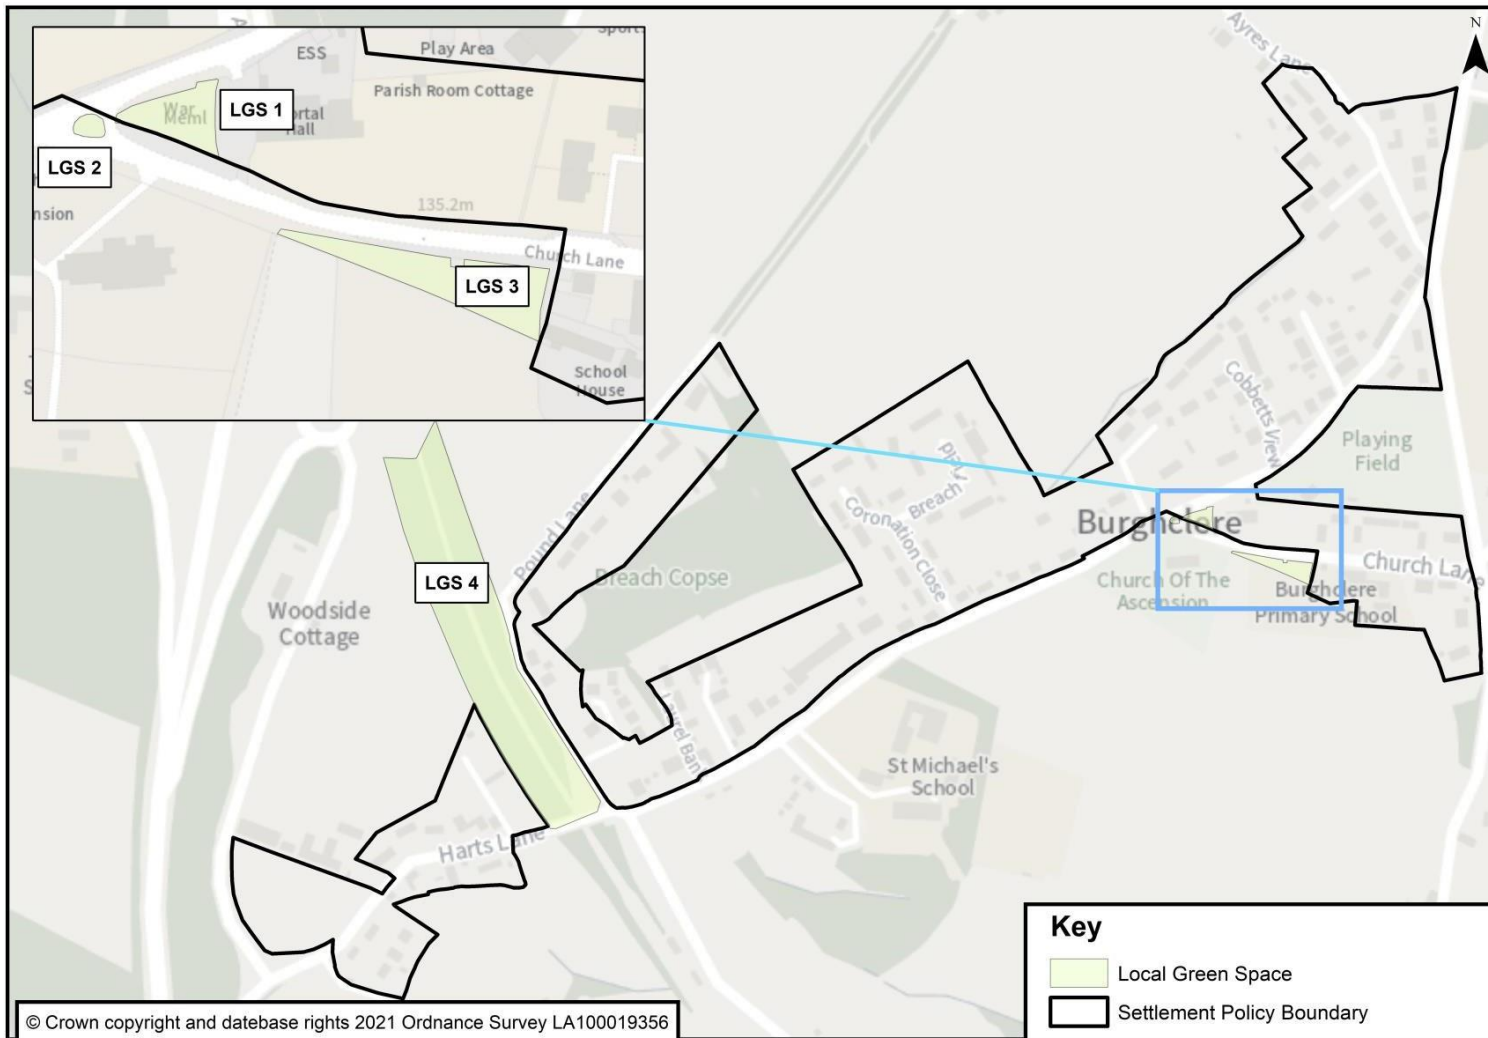 N
ESS
Play Area
Parish Room Cottage
War
Meml
LGS 1
Hall
LGS 2
135.2m
Church Lane
LGS 3
School
House
Ayres Lane
Cobbetts View
Playing
Field
Breach Field
Coronation Close
Burghclere
Church Lane
Church Of The
Ascension
Burghclere
Primary School
Pound Lane
Breach Copse
LGS 4
Woodside
Cottage
Laurel Bank
St Michael's
School
Harts Lane
Key
Local Green Space
Settlement Policy Boundary
© Crown copyright and datebase rights 2021 Ordnance Survey LA100019356